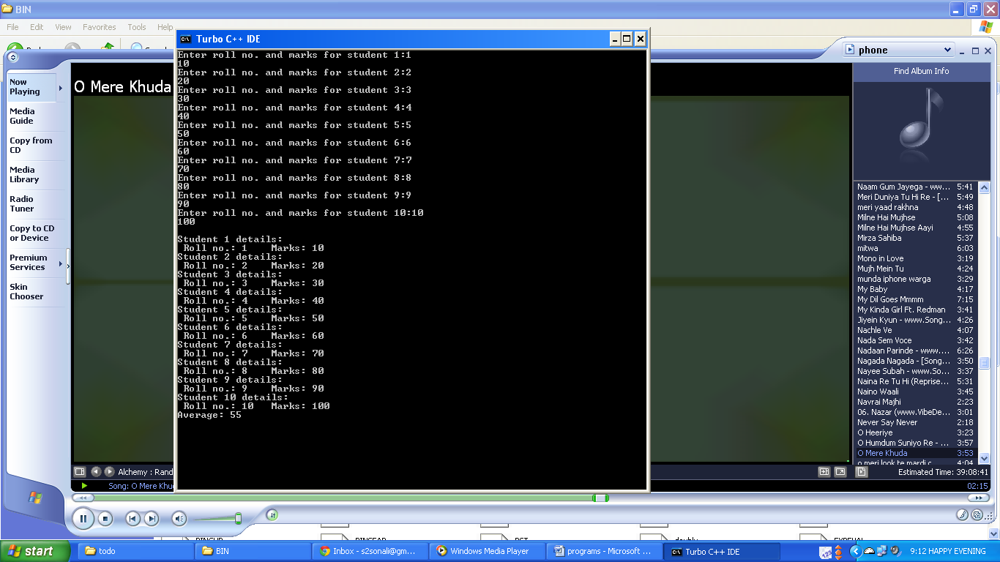 BIN
File Edit View Favorites Tools Help
Turbo C++ IDE
Enter roll no. and marks for student 1:1
10
Enter roll no. and marks for student 2:2
20
Enter roll no. and marks for student 3:3
30
Enter roll no. and marks for student 4:4
40
Enter roll no. and marks for student 5:5
50
Enter roll no. and marks for student 6:6
60
Enter roll no. and marks for student 7:7
70
Enter roll no. and marks for student 8:8
80
Enter roll no. and marks for student 9:9
90
Enter roll no. and marks for student 10:10
100
Student 1 details:
Roll no.: 1 Marks: 10
Student 2 details:
Roll no.: 2 Marks: 20
Student 3 details:
Roll no.: 3 Marks: 30
Student 4 details:
Roll no.: 4 Marks: 40
Student 5 details:
Roll no.: 5 Marks: 50
Student 6 details:
Roll no.: 6 Marks: 60
Student 7 details:
Roll no.: 7 Marks: 70
Student 8 details:
Roll no.: 8 Marks: 80
Student 9 details:
Roll no.: 9 Marks: 90
Student 10 details:
Roll no.: 10 Marks: 100
Average: 55
Now
Playing
Media
Guide
Copy from
CD
Media
Library
Radio
Tuner
Copy to CD
or Device
Premium
Services
Skin
Chooser
O Mere Khuda
Alchemy : Rand
Song: O Mere Khu
phone
Find Album Info
Naam Gum Jayega - ww... 5:41
Meri Duniya Tu Hi Re - [... 5:49
meri yaad rakhna 4:48
Milne Hai Mujhse 5:08
Milne Hai Mujhse Aayi 4:55
Mirza Sahiba 5:37
mitwa 6:03
Mono in Love 3:19
Mujh Mein Tu 4:24
munda iphone warga 3:29
My Baby 4:17
My Dil Goes Mmmm 7:15
My Kinda Girl Ft. Redman 3:41
Jiyein Kyun - www.Song... 4:26
Nachle Ve 4:07
Nada Sem Voce 3:42
Nadaan Parinde - www.... 6:26
Nagada Nagada - [Song... 3:50
Nayee Subah - www.So... 3:37
Naina Re Tu Hi (Reprise... 5:31
Naino Waali 3:45
Navrai Majhi 2:23
06. Nazar (www.VibeDe... 3:01
Never Say Never 2:18
O Heeriye 3:23
O Humdum Suniyo Re - ... 3:57
O Mere Khuda 3:53
o meri look te mardi c 4:04
Estimated Time: 39:08:41
02:15
start
todo
BIN
Inbox - s2sonali@gm...
Windows Media Player
programs - Microsoft ...
Turbo C++ IDE
9:12 HAPPY EVENING